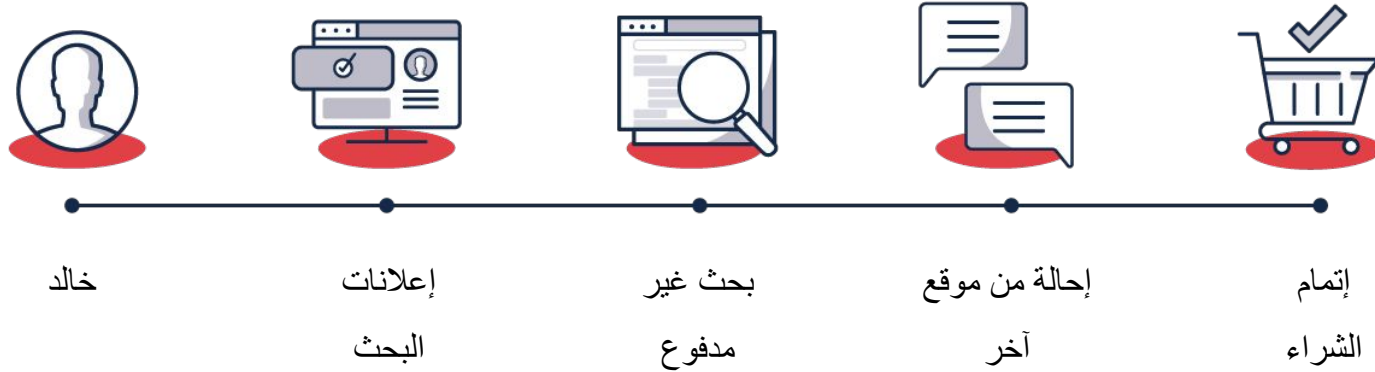 خالد
إعلانات
البحث
بحث غير
مدفوع
إحالة من موقع
آخر
إتمام
الشراء